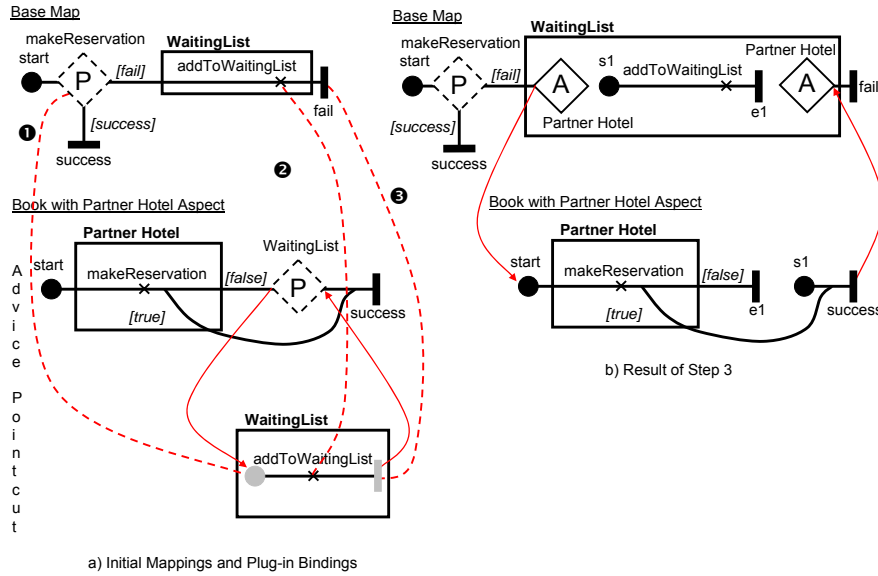 Base Map
makeReservation
start
P
[fail]
WaitingList
addToWaitingList
fail
[success]
success
❶
❷
❸
Book with Partner Hotel Aspect
Partner Hotel
start
makeReservation
[false]
WaitingList
P
[true]
success
Advice Pointcut
WaitingList
addToWaitingList
a) Initial Mappings and Plug-in Bindings
Base Map
makeReservation
start
P
[fail]
WaitingList
A
Partner Hotel
s1
addToWaitingList
e1
Partner Hotel
A
fail
[success]
success
Book with Partner Hotel Aspect
Partner Hotel
start
makeReservation
[false]
e1
s1
[true]
success
b) Result of Step 3